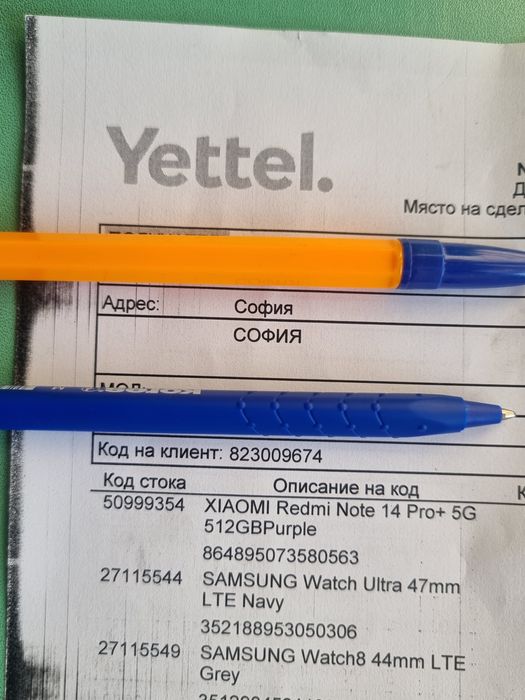 Yettel.
Място на
Адрес: София
СОФИЯ
Код на клиент: 823009674
Код стока Описание на код
50999354 XIAOMI Redmi Note 14 Pro+ 5G
512GBPurple
864895073580563
27115544 SAMSUNG Watch Ultra 47mm
LTE Navy
352188953050306
27115549 SAMSUNG Watch8 44mm LTE
Grey